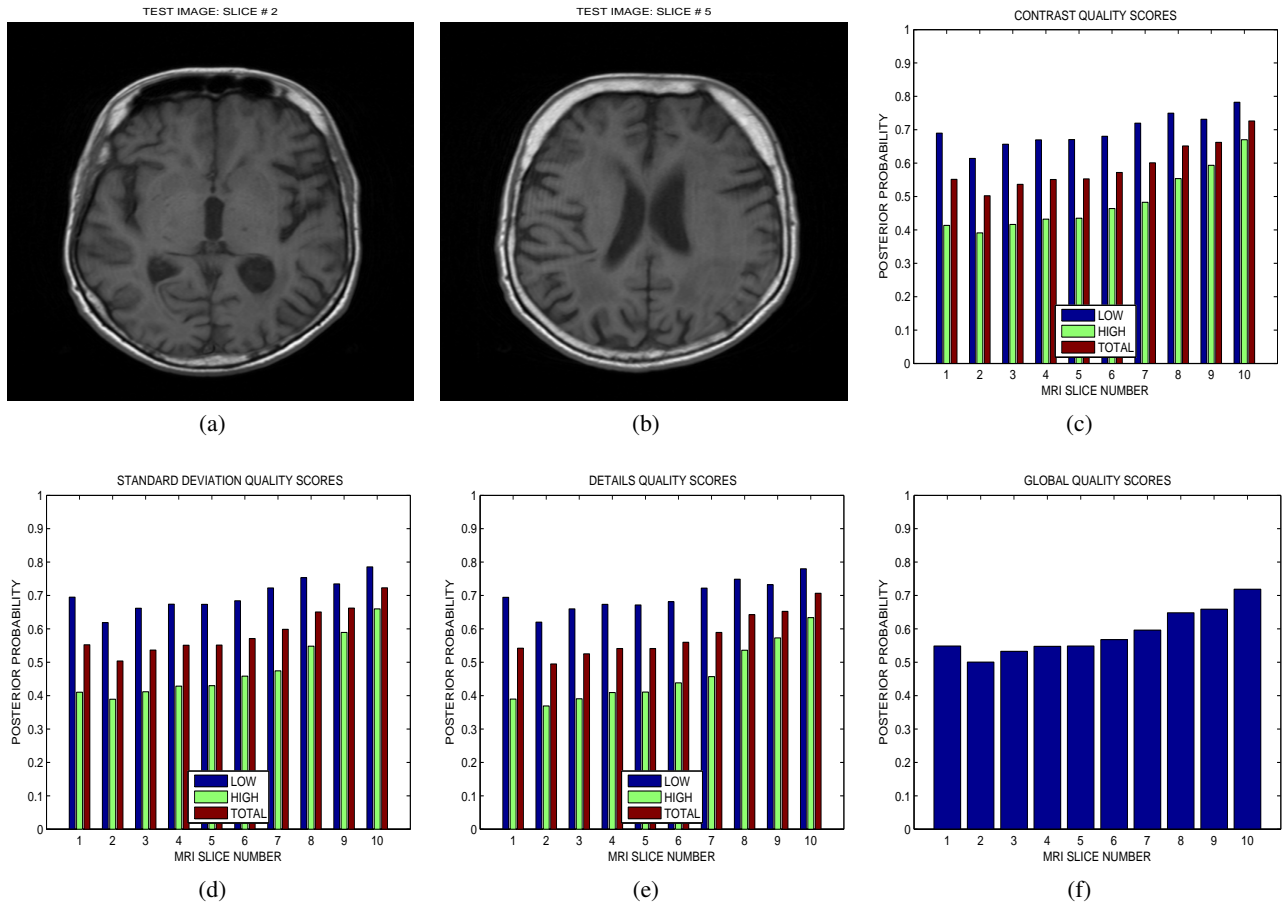 TEST IMAGE: SLICE # 2
TEST IMAGE: SLICE # 5
(a)
(b)
CONTRAST QUALITY SCORES
POSTERIOR PROBABILITY
1
0.9
0.8
0.7
0.6
0.5
0.4
0.3
0.2
0.1
0
LOW
HIGH
TOTAL
1 2 3 4 5 6 7 8 9 10
MRI SLICE NUMBER
(c)
STANDARD DEVIATION QUALITY SCORES
POSTERIOR PROBABILITY
1
0.9
0.8
0.7
0.6
0.5
0.4
0.3
0.2
0.1
0
LOW
HIGH
TOTAL
1 2 3 4 5 6 7 8 9 10
MRI SLICE NUMBER
(d)
DETAILS QUALITY SCORES
POSTERIOR PROBABILITY
1
0.9
0.8
0.7
0.6
0.5
0.4
0.3
0.2
0.1
0
LOW
HIGH
TOTAL
1 2 3 4 5 6 7 8 9 10
MRI SLICE NUMBER
(e)
GLOBAL QUALITY SCORES
POSTERIOR PROBABILITY
1
0.9
0.8
0.7
0.6
0.5
0.4
0.3
0.2
0.1
0
1 2 3 4 5 6 7 8 9 10
MRI SLICE NUMBER
(f)